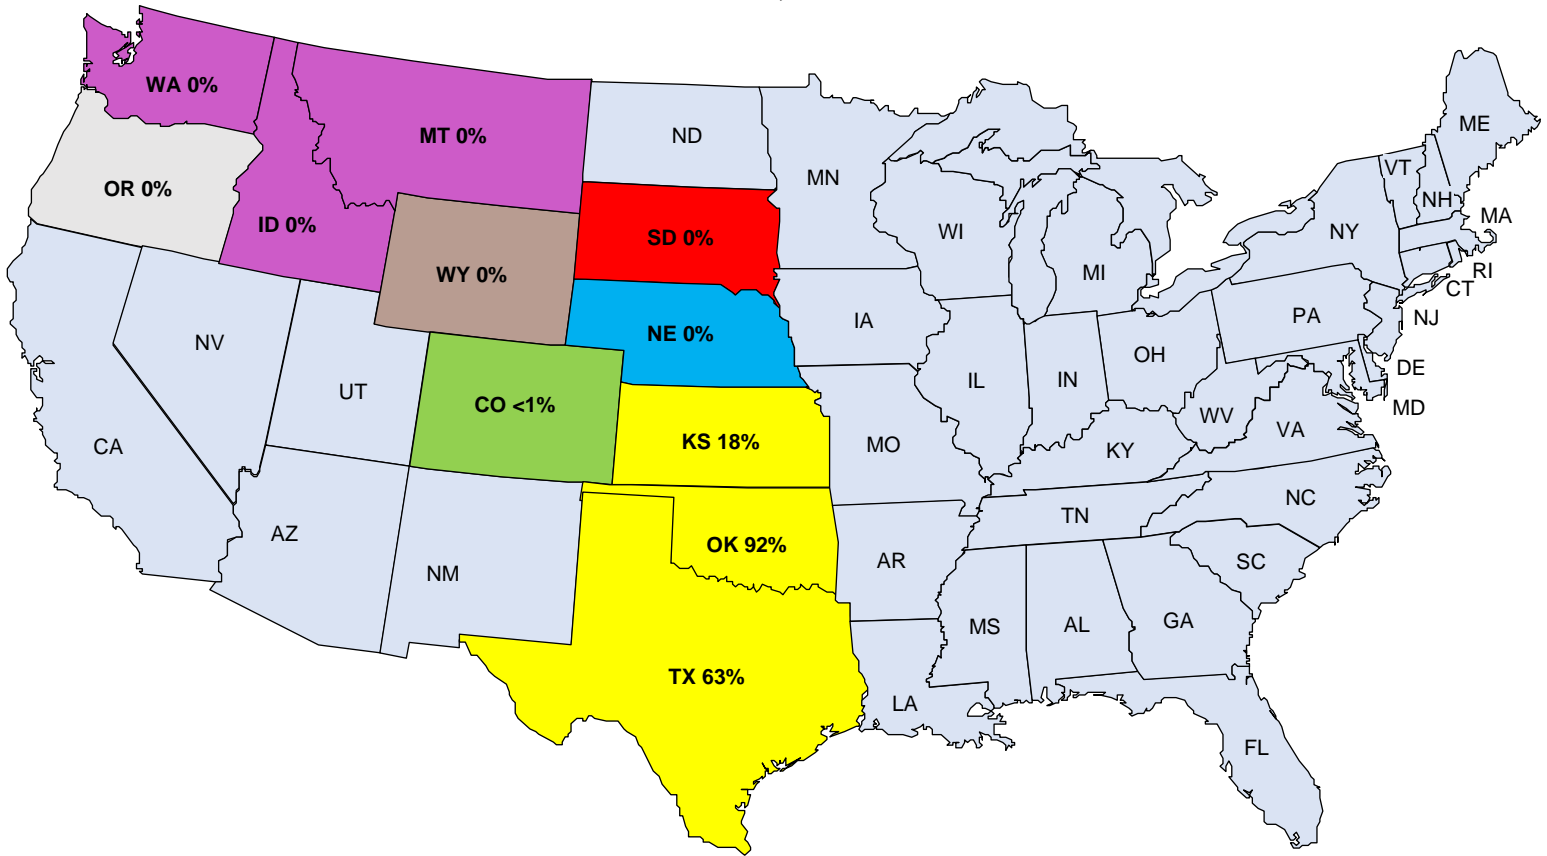 WA 0%
MT 0%
ND
ME
OR 0%
MN
VT
NH
ID 0%
SD 0%
WI
NY
MA
WY 0%
MI
RI
CT
NE 0%
IA
PA
NJ
NV
OH
UT
CO <1%
IL
IN
DE
MD
CA
KS 18%
MO
KY
WV
VA
AZ
NM
OK 92%
AR
TN
NC
SC
TX 63%
MS
AL
GA
LA
FL